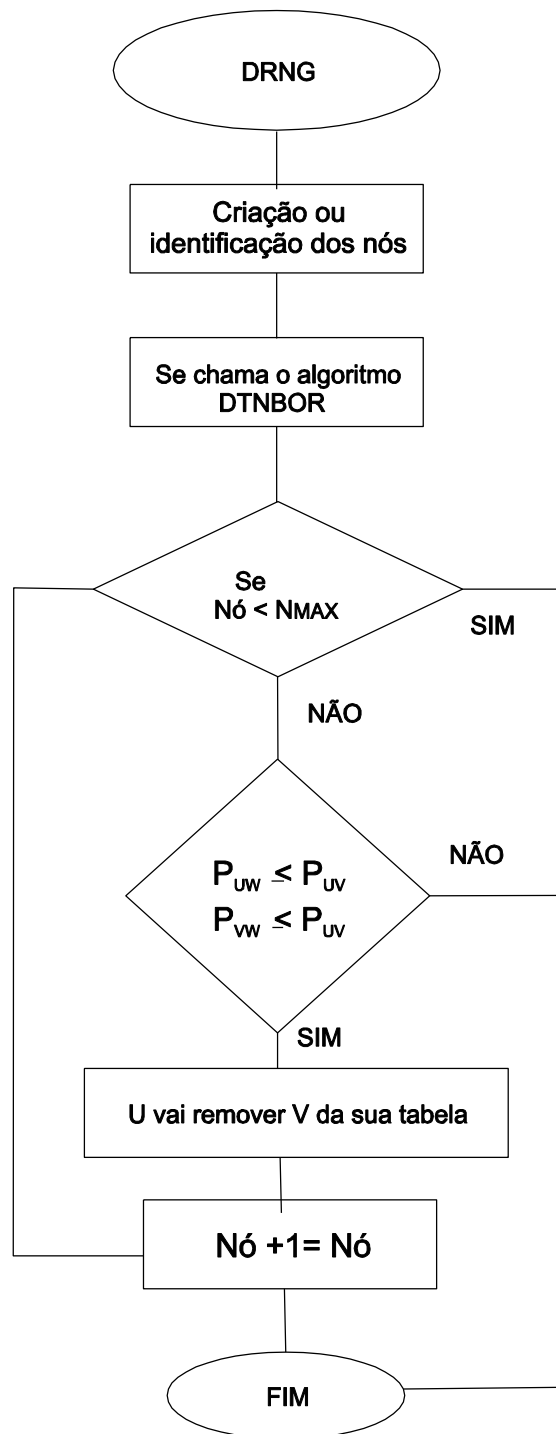 DRNG
Criação ou
identificação dos nós
Se chama o algoritmo
DTNBOR
Se
Nó < NMAX
SIM
NÃO
PUW ≤ PUV
PVW ≤ PUV
NÃO
SIM
U vai remover V da sua tabela
Nó +1= Nó
FIM